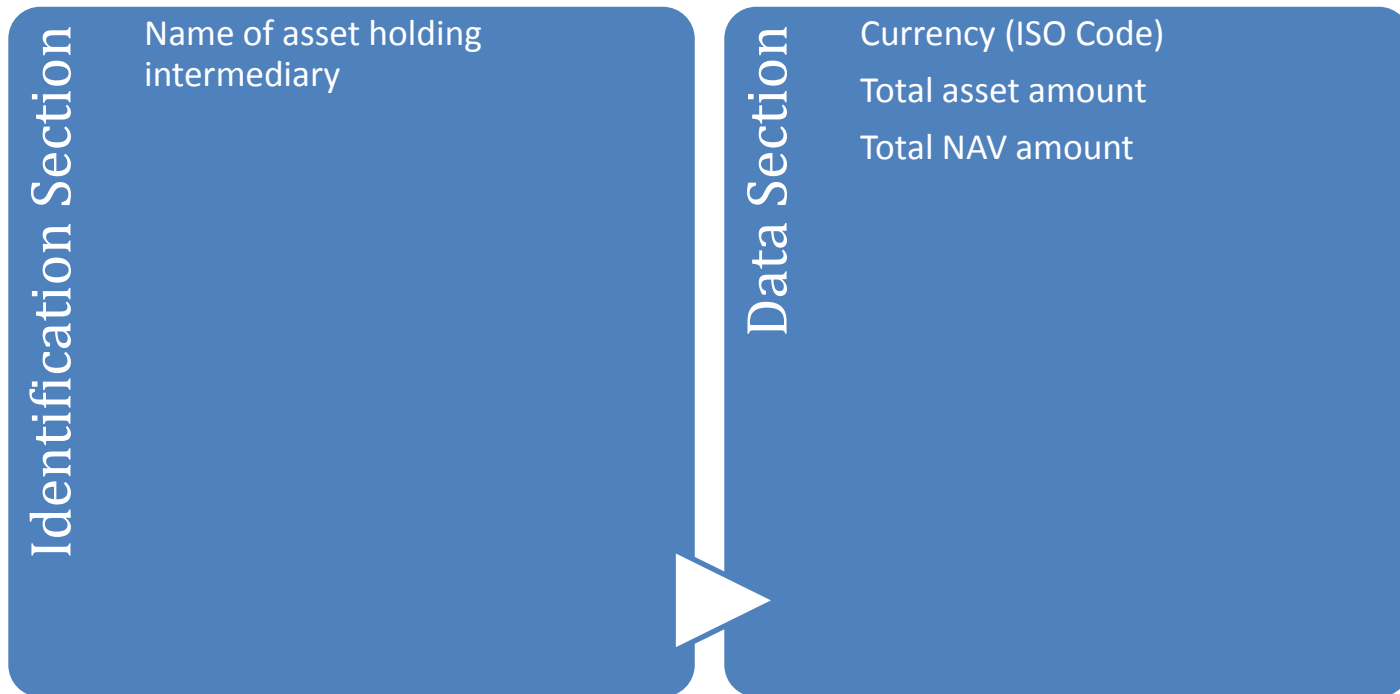 Identification Section
Name of asset holding
intermediary
Data Section
Currency (ISO Code)
Total asset amount
Total NAV amount